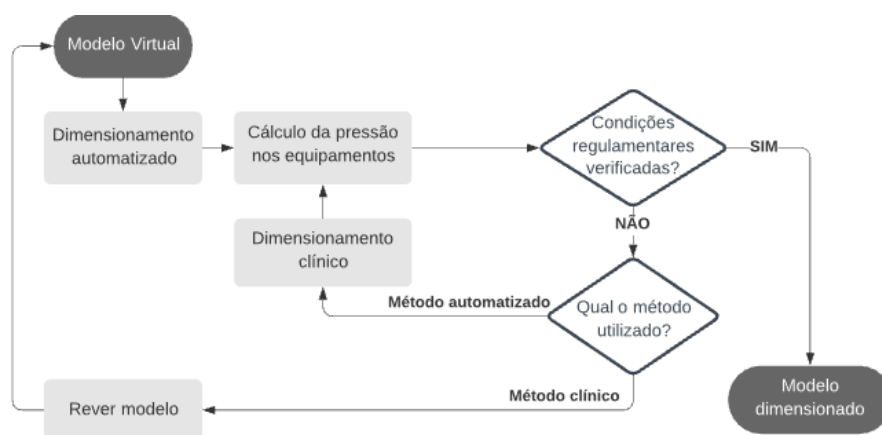 Modelo Virtual
Dimensionamento
automatizado
Cálculo da pressão
nos equipamentos
Condições
regulamentares
verificadas?
SIM
NÃO
Dimensionamento
clínico
Método automatizado
Qual o método
utilizado?
Método clínico
Rever modelo
Modelo
dimensionado